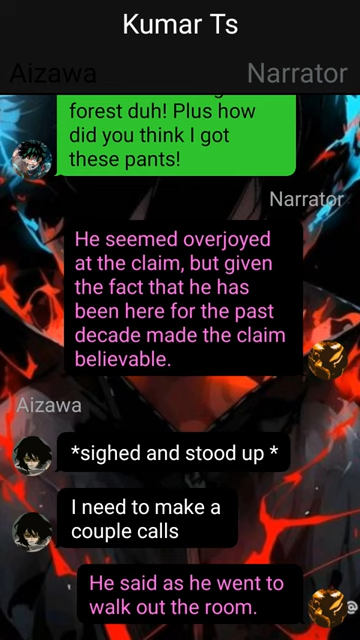 Kumar Ts
Aizawa
Narrator
forest duh! Plus how
did you think I got
these pants!
Narrator
He seemed overjoyed
at the claim, but given
the fact that he has
been here for the past
decade made the claim
believable.
Aizawa
*sighed and stood up *
I need to make a
couple calls
He said as he went to
walk out the room.
@